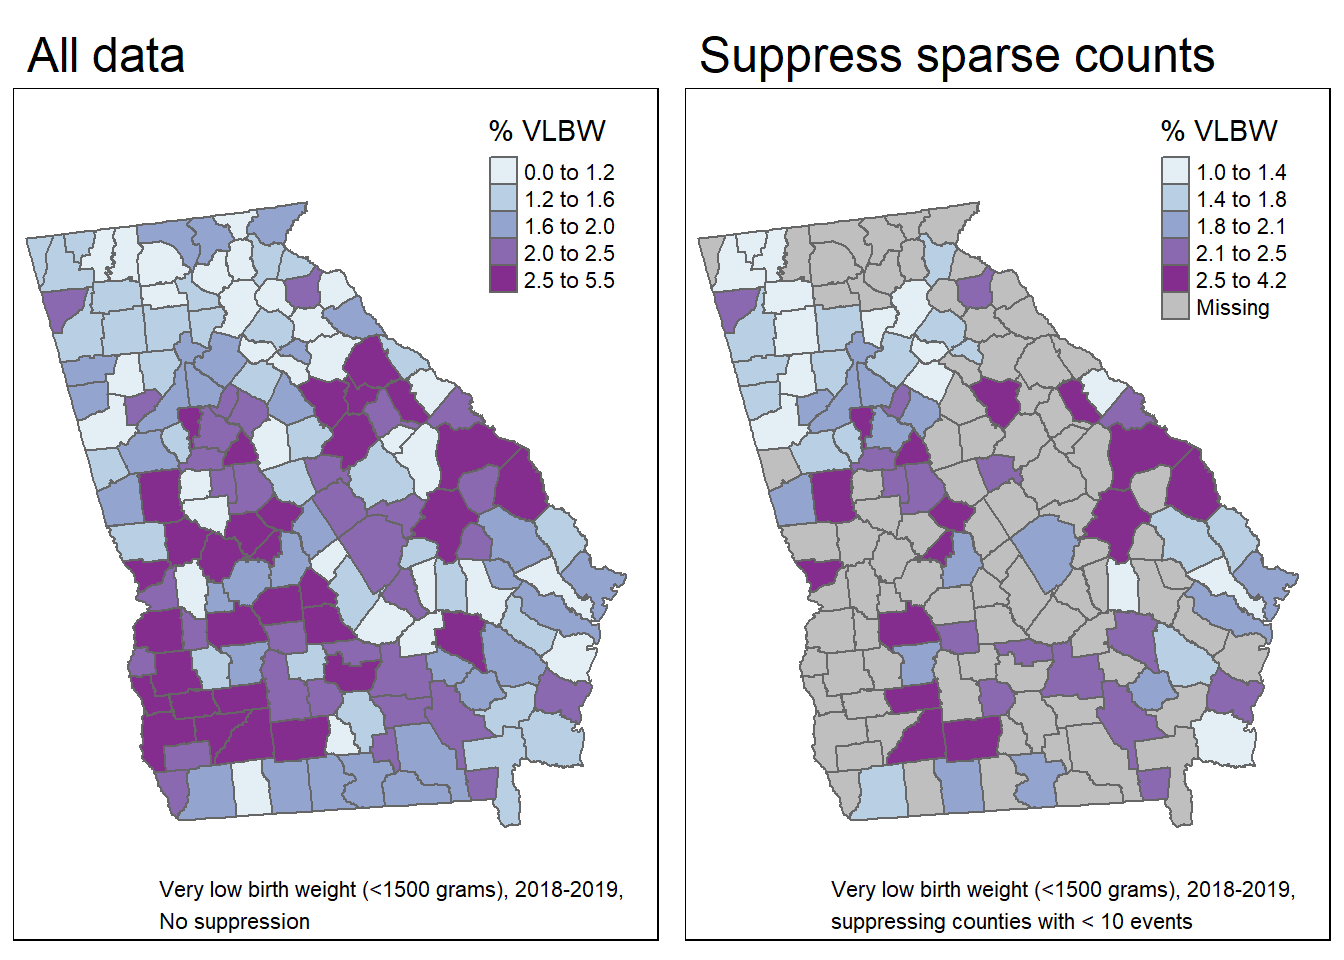 All data
% VLBW
0.0 to 1.2
1.2 to 1.6
1.6 to 2.0
2.0 to 2.5
2.5 to 5.5
Very low birth weight (<1500 grams), 2018-2019,
No suppression
Suppress sparse counts
% VLBW
1.0 to 1.4
1.4 to 1.8
1.8 to 2.1
2.1 to 2.5
2.5 to 4.2
Missing
Very low birth weight (<1500 grams), 2018-2019,
suppressing counties with < 10 events